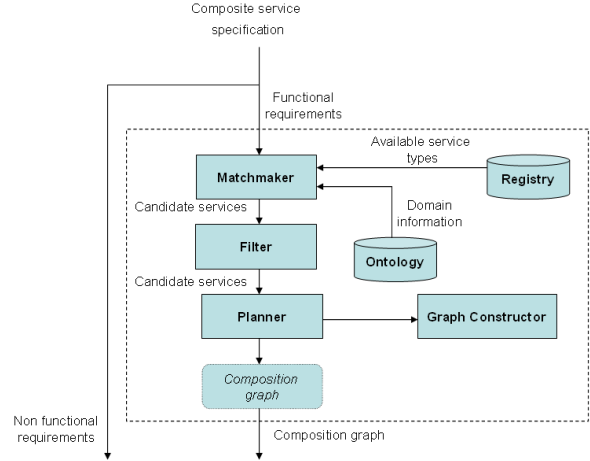 Composite service
specification
Functional
requirements
Available service
types
Matchmaker
Registry
Candidate services
Domain
information
Filter
Ontology
Candidate services
Planner
Graph Constructor
Composition
graph
Non functional
requirements
Composition graph